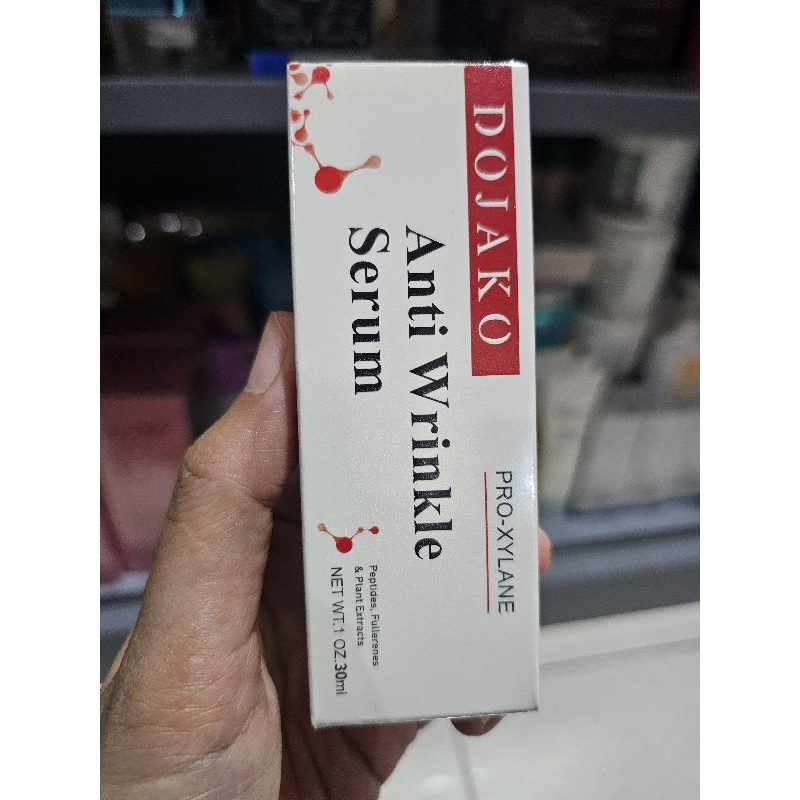 DOJAKO
PRO-XYLANE
Anti Wrinkle
Serum
Peptides, Fullerenes
& Plant Extracts
NET WT.1 OZ.30ml